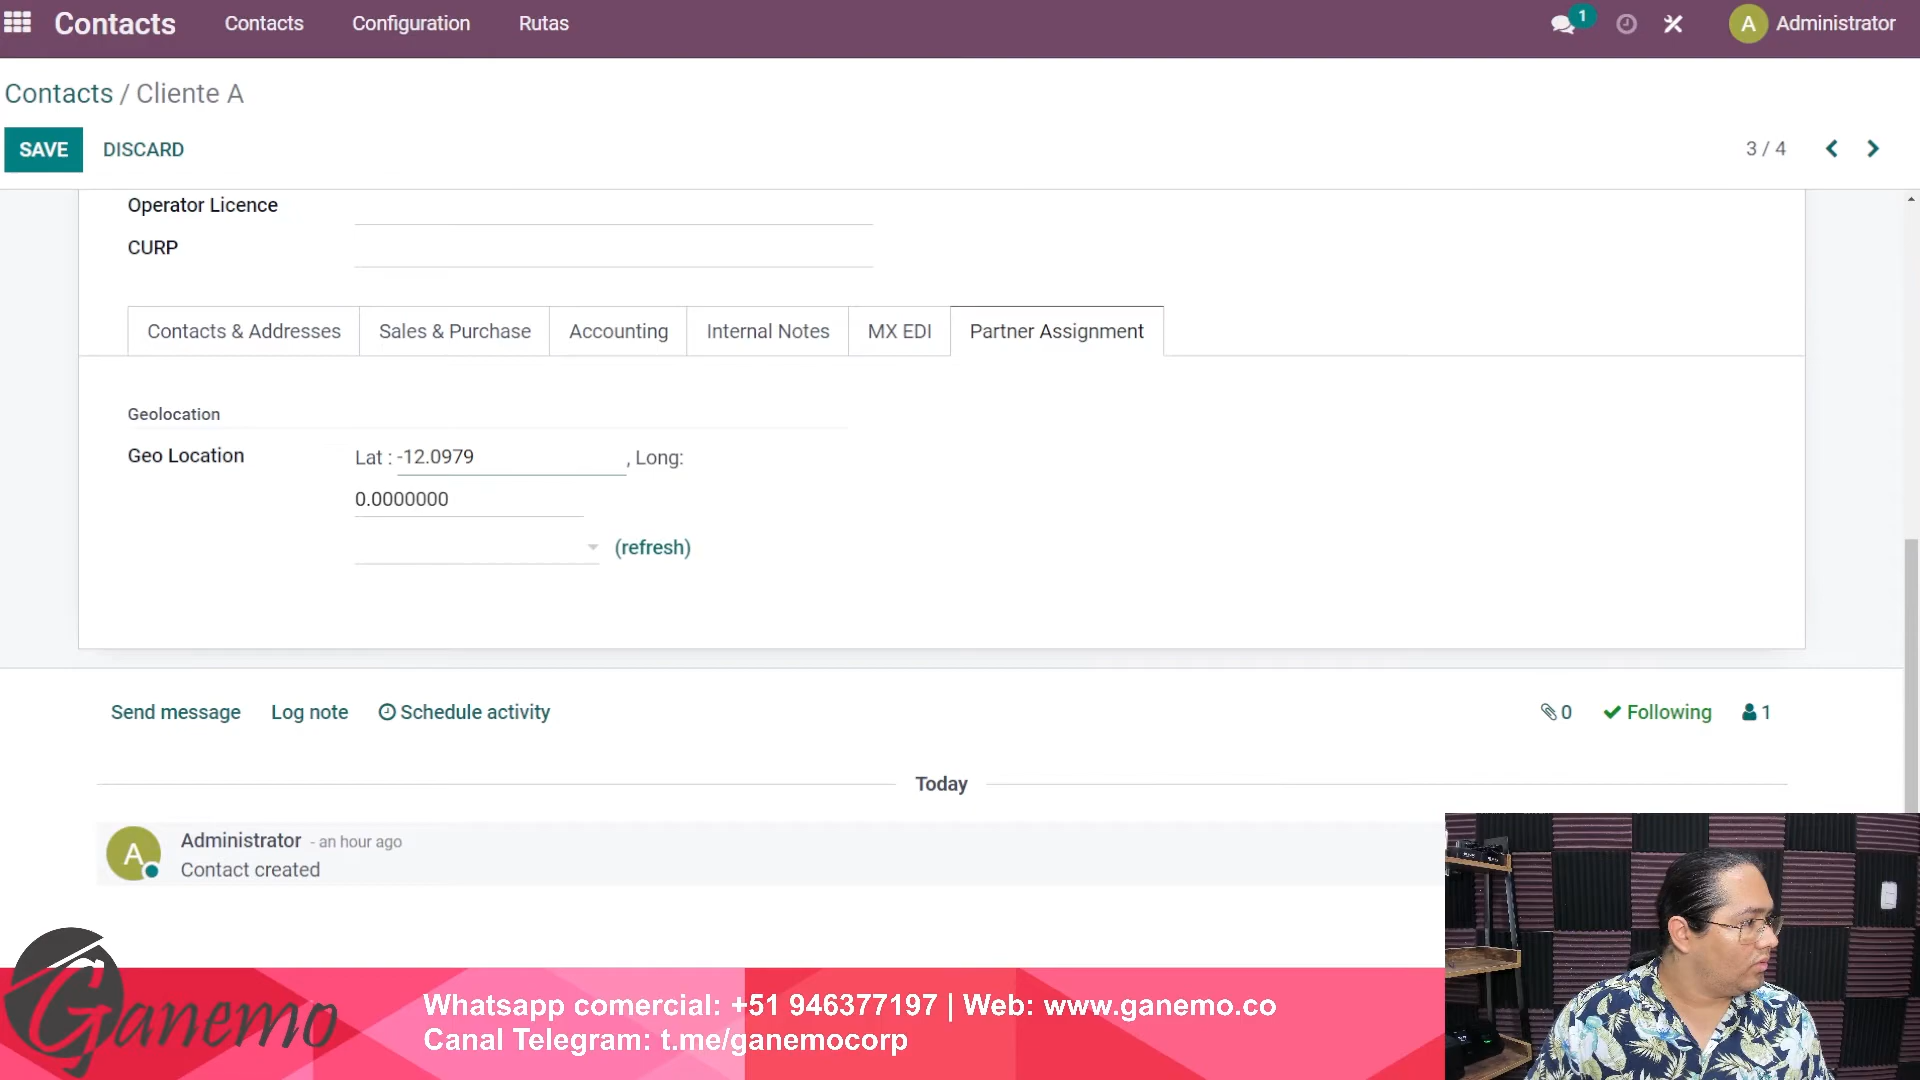 Contacts Contacts Configuration Rutas 1 A Administrator
Contacts / Cliente A
SAVE DISCARD 3 / 4
Operator Licence
CURP
Contacts & Addresses Sales & Purchase Accounting Internal Notes MX EDI Partner Assignment
Geolocation
Geo Location Lat : -12.0979 , Long:
0.0000000
(refresh)
Send message Log note Schedule activity 0 Following 1
Today
A Administrator - an hour ago
Contact created
Ganemo
Whatsapp comercial: +51 946377197 | Web: www.ganemo.co
Canal Telegram: t.me/ganemocorp